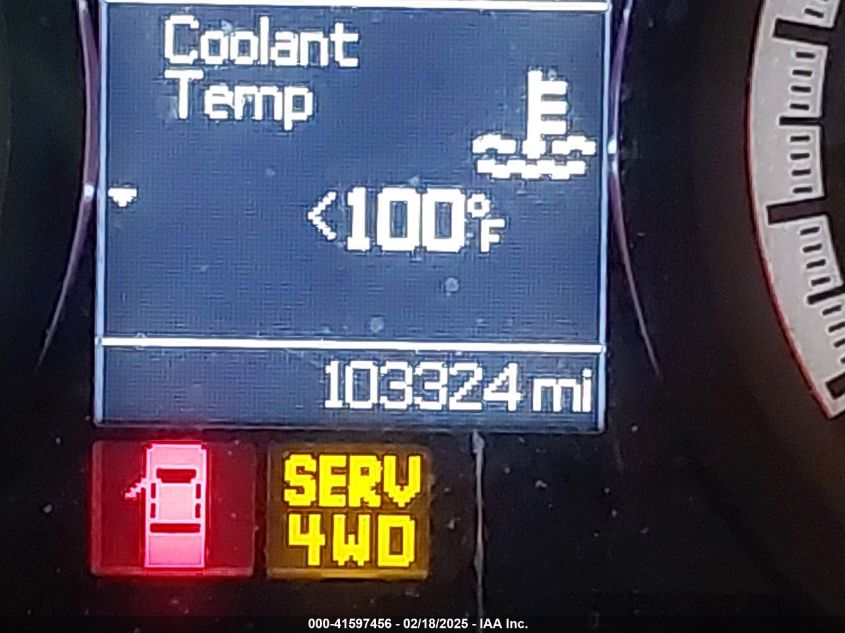 Coolant
Temp
<100°F
103324 mi
SERV
4WD
000-41597456 - 02/18/2025 - IAA Inc.